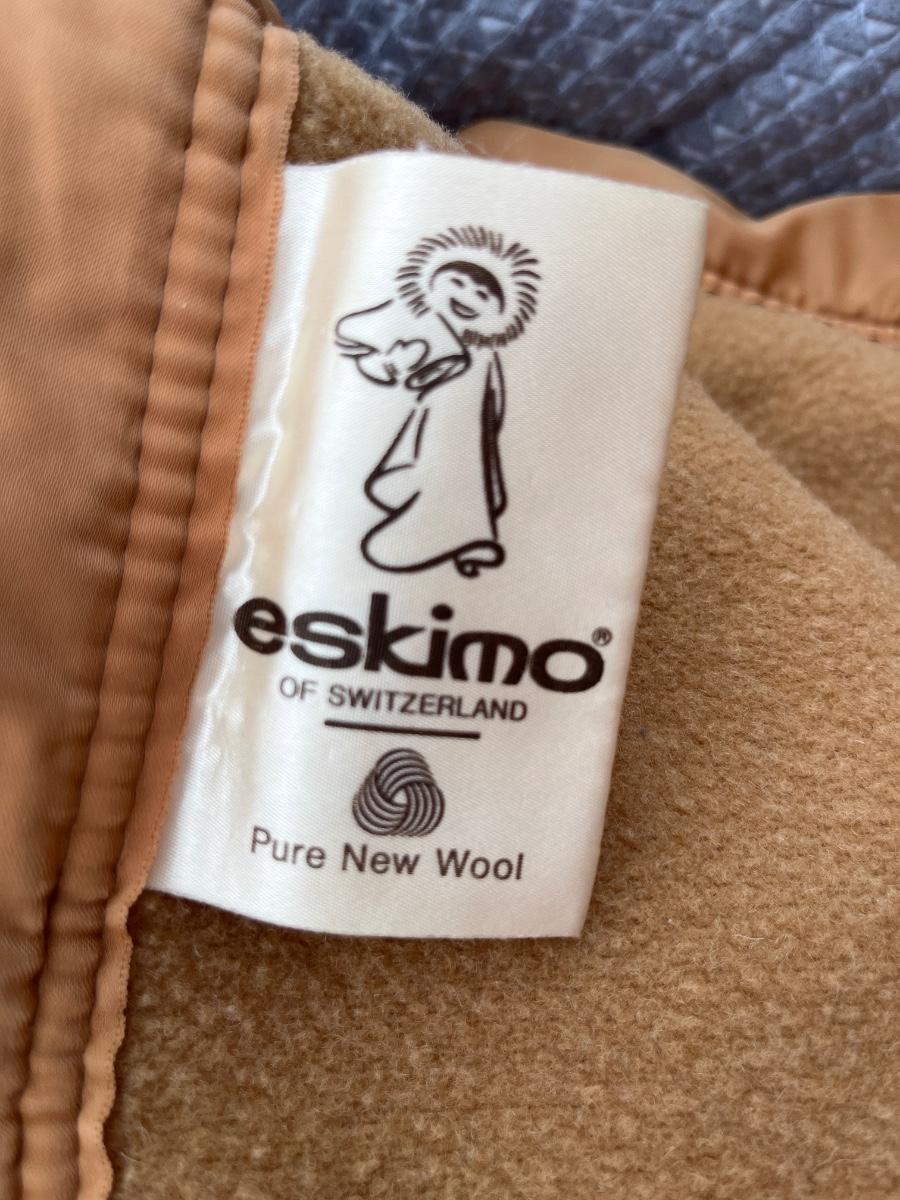 eskimo®
OF SWITZERLAND
Pure New Wool